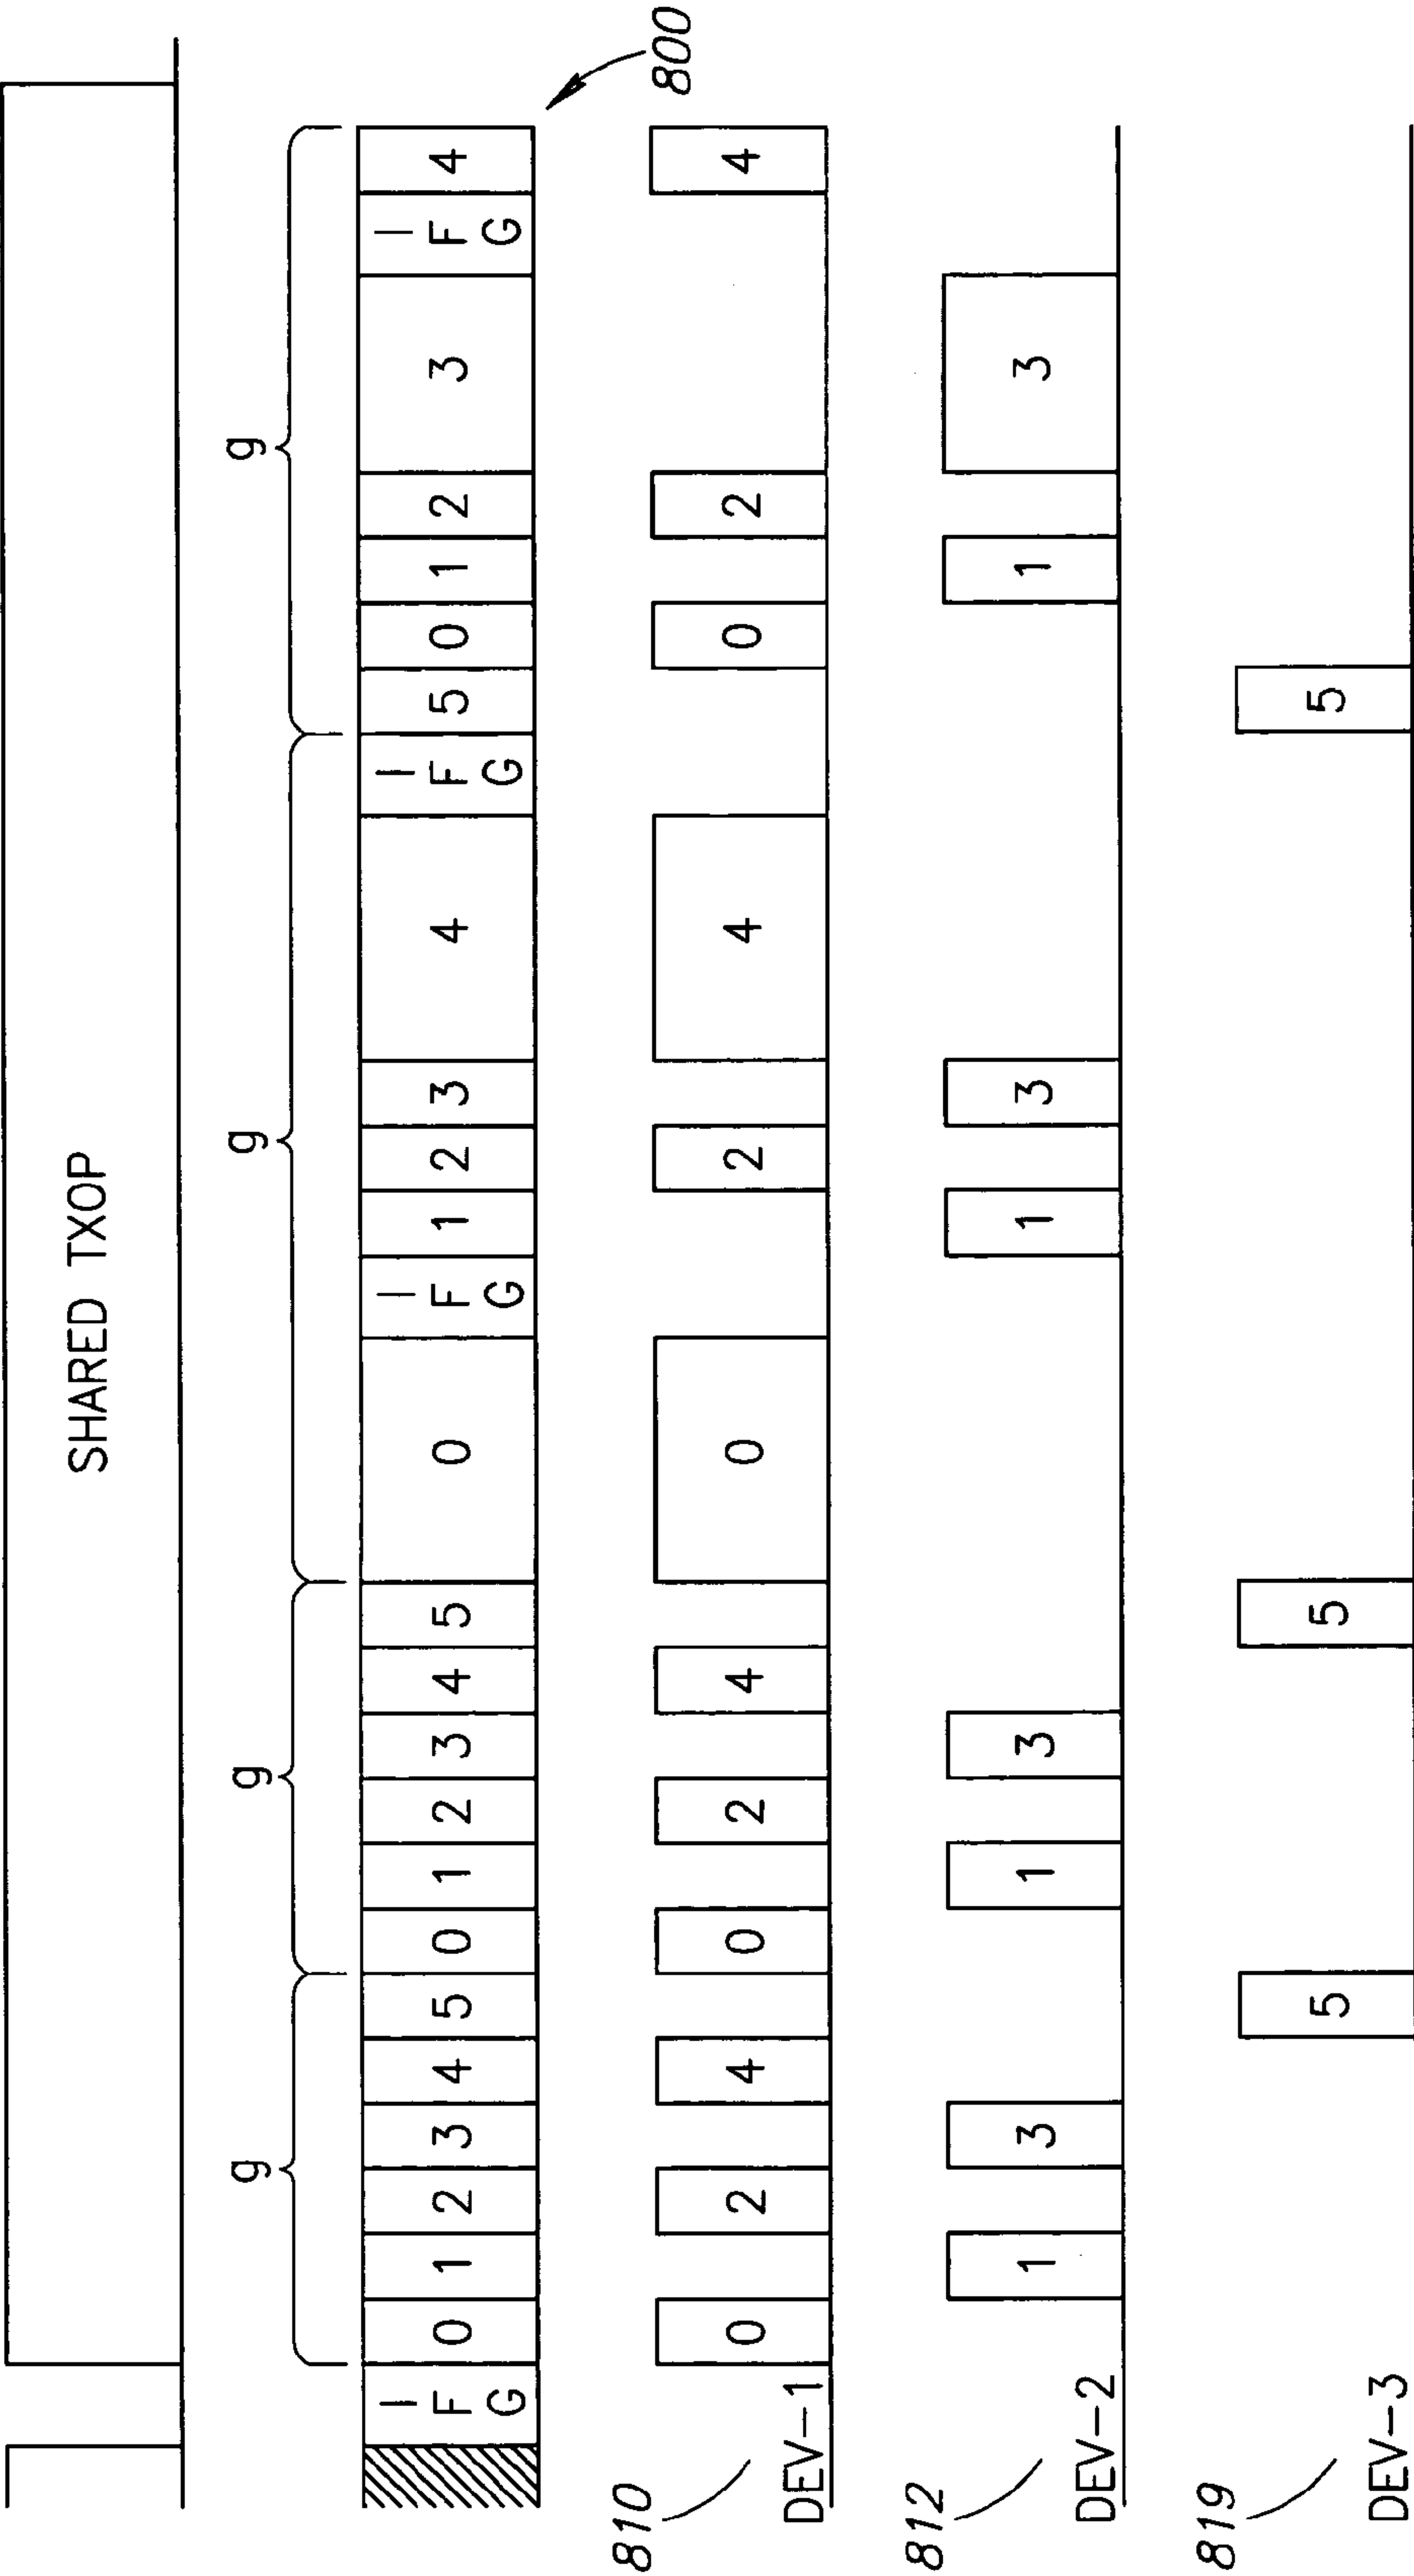 SHARED TXOP
g g g g
IFG 0 1 2 3 4 5 0 1 2 3 4 5 0 IFG 1 2 3 4 IFG 5 0 1 2 3 IFG 4
800
810
DEV-1 0 2 4 0 2 4 0 2 4 0 2 4
812
DEV-2 1 3 1 3 1 3 1 3
819
DEV-3 5 5 5